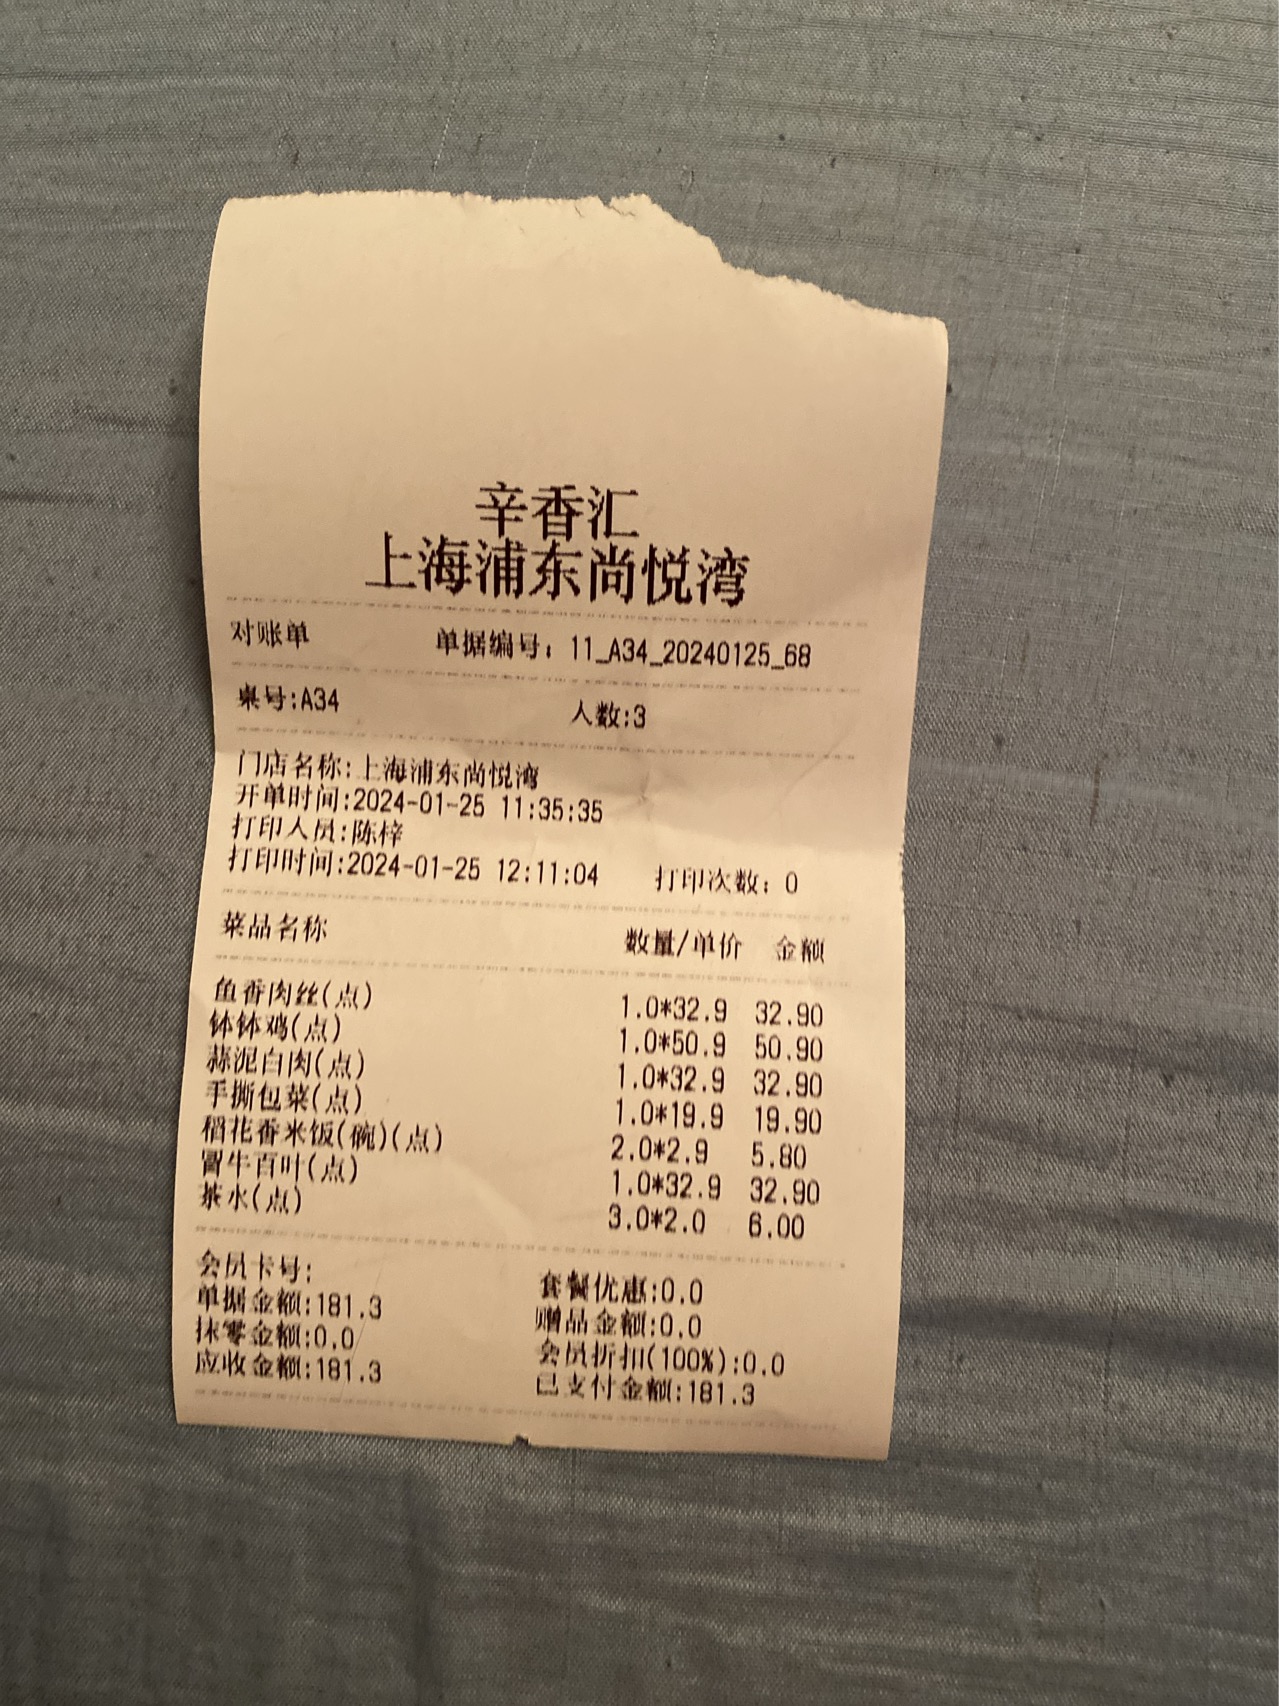 辛香汇
上海浦东尚悦湾
对账单 单据编号: 11_A34_20240125_68
桌号:A34 人数:3
门店名称:上海浦东尚悦湾
开单时间:2024-01-25 11:35:35
打印人员:陈梓
打印时间:2024-01-25 12:11:04 打印次数: 0
菜品名称 数量/单价 金额
鱼香肉丝(点) 1.0*32.9 32.90
钵钵鸡(点) 1.0*50.9 50.90
蒜泥白肉(点) 1.0*32.9 32.90
手撕包菜(点) 1.0*19.9 19.90
稻花香米饭(碗)(点) 2.0*2.9 5.80
冒牛百叶(点) 1.0*32.9 32.90
茶水(点) 3.0*2.0 6.00
会员卡号: 套餐优惠:0.0
单据金额:181.3 赠品金额:0.0
抹零金额:0.0 会员折扣(100%):0.0
应收金额:181.3 已支付金额:181.3